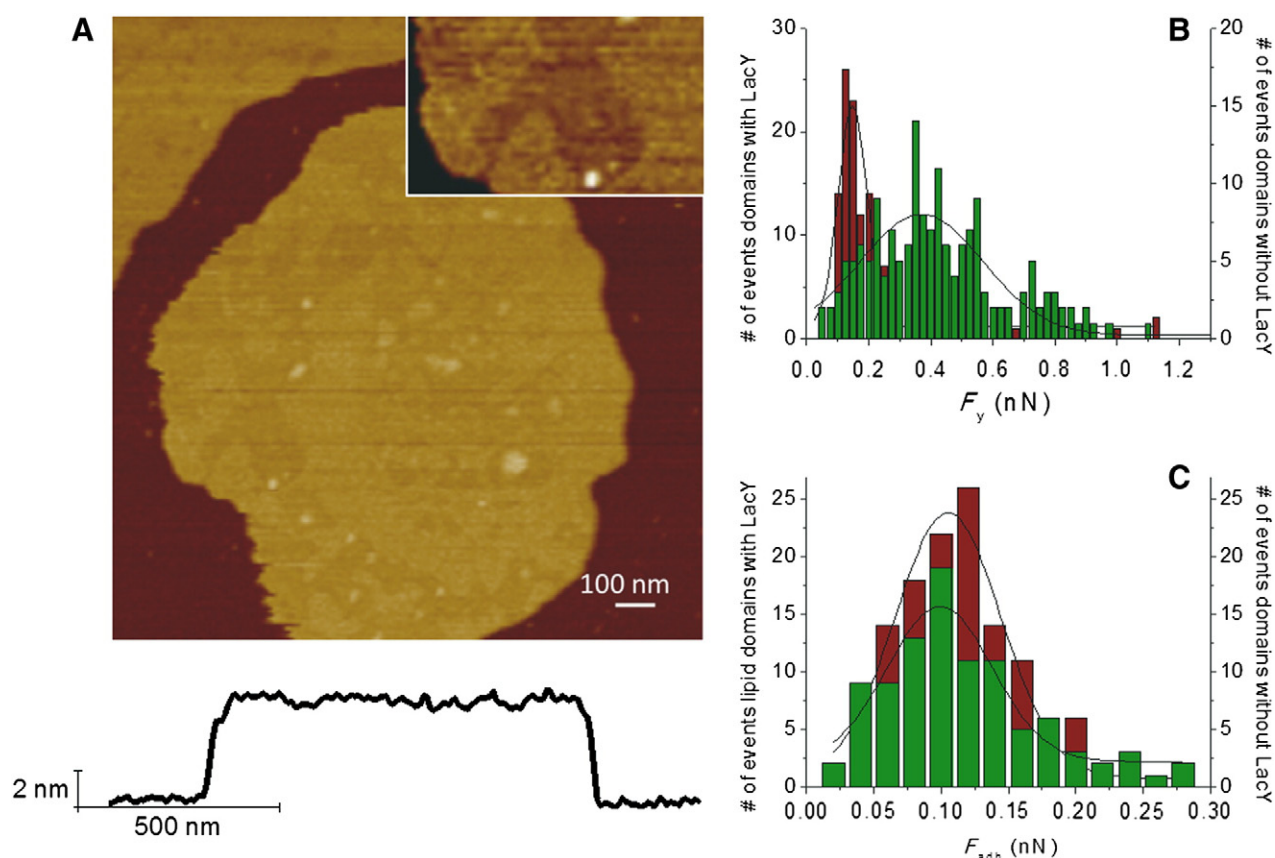 A
100 nm
2 nm
500 nm
B
# of events domains with LacY
# of events domains without LacY
30
20
10
0
20
15
10
5
0
0.0 0.2 0.4 0.6 0.8 1.0 1.2
Fy (nN)
C
# of events lipid domains with LacY
# of events domains without LacY
25
20
15
10
5
0
25
20
15
10
5
0
0.00 0.05 0.10 0.15 0.20 0.25 0.30
Fadh (nN)